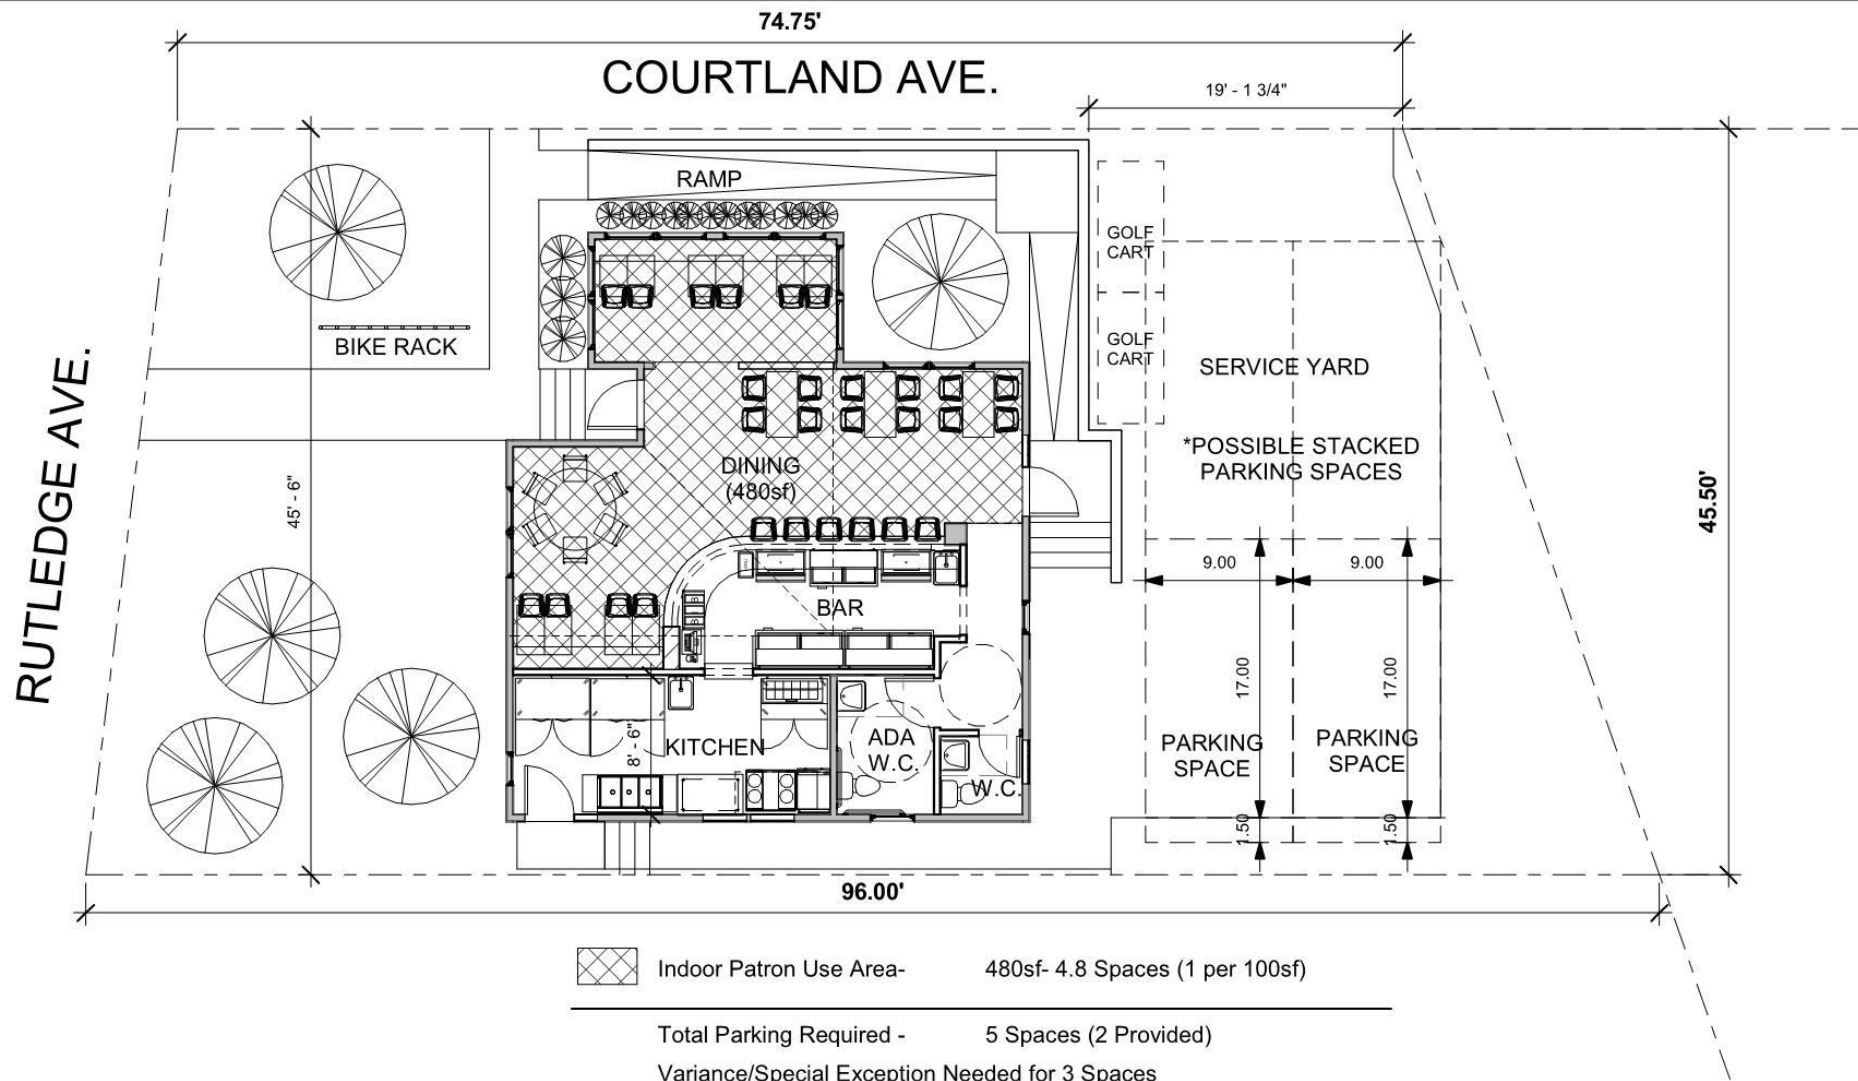 74.75'
COURTLAND AVE.
19' - 1 3/4"
RAMP
GOLF
CART
BIKE RACK
GOLF
CART
SERVICE YARD
RUTLEDGE AVE.
*POSSIBLE STACKED
PARKING SPACES
DINING
(480sf)
45' - 6"
45.50'
9.00
9.00
BAR
17.00
17.00
8' - 6"
KITCHEN
ADA
W.C.
W.C.
PARKING
SPACE
PARKING
SPACE
1.50
1.50
96.00'
Indoor Patron Use Area- 480sf- 4.8 Spaces (1 per 100sf)
Total Parking Required - 5 Spaces (2 Provided)
Variance/Special Exception Needed for 3 Spaces